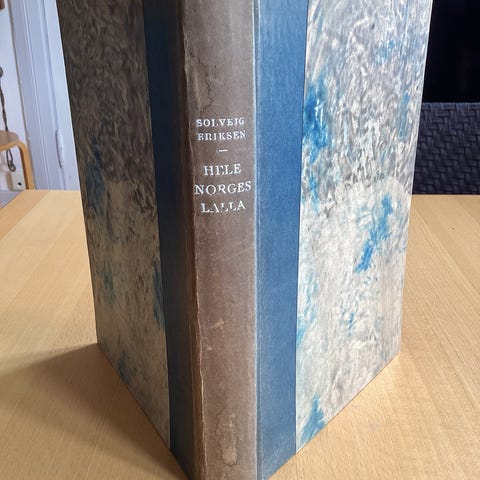 SOLVEIG
ERIKSEN
—
HELE
NORGES
LALLA